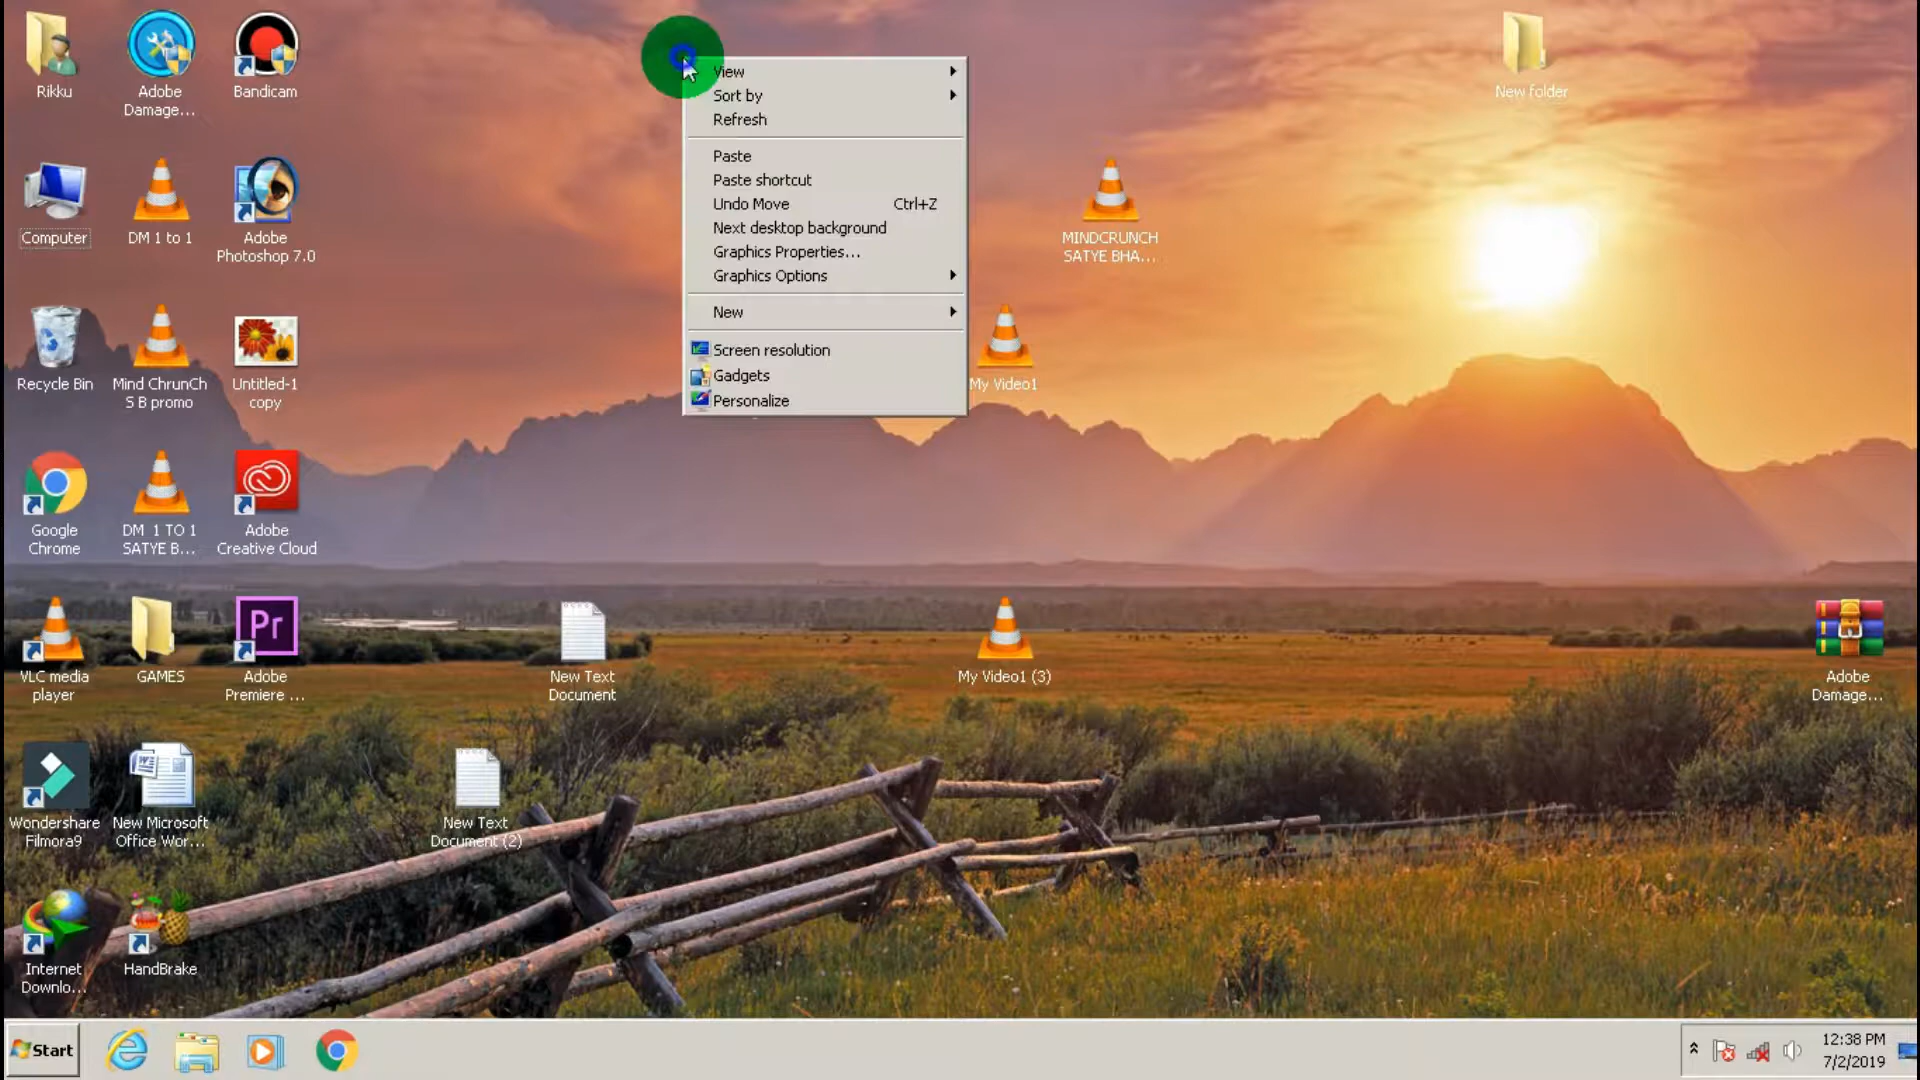 Rikku
Adobe
Damage...
Bandicam
New folder
View
Sort by
Refresh
Paste
Paste shortcut
Undo Move Ctrl+Z
Next desktop background
Graphics Properties...
Graphics Options
New
Screen resolution
Gadgets
Personalize
Computer
DM 1 to 1
Adobe
Photoshop 7.0
MINDCRUNCH
SATYE BHA...
Recycle Bin
Mind ChrunCh
S B promo
Untitled-1
copy
My Video1
Google
Chrome
DM 1 TO 1
SATYE B...
Adobe
Creative Cloud
VLC media
player
GAMES
Pr
Adobe
Premiere ...
New Text
Document
My Video1 (3)
Adobe
Damage...
Wondershare
Filmora9
New Microsoft
Office Wor...
New Text
Document (2)
Internet
Downlo...
HandBrake
Start
12:38 PM
7/2/2019